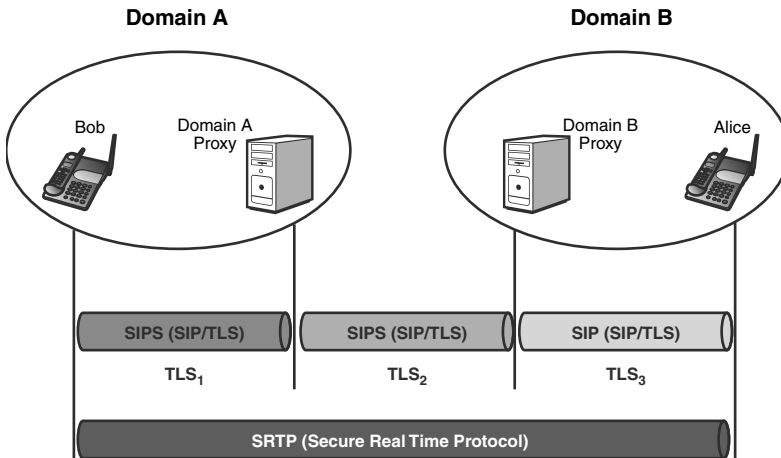 Domain A
Domain B
Bob
Domain A
Proxy
Domain B
Proxy
Alice
SIPS (SIP/TLS)
SIPS (SIP/TLS)
SIP (SIP/TLS)
TLS1
TLS2
TLS3
SRTP (Secure Real Time Protocol)